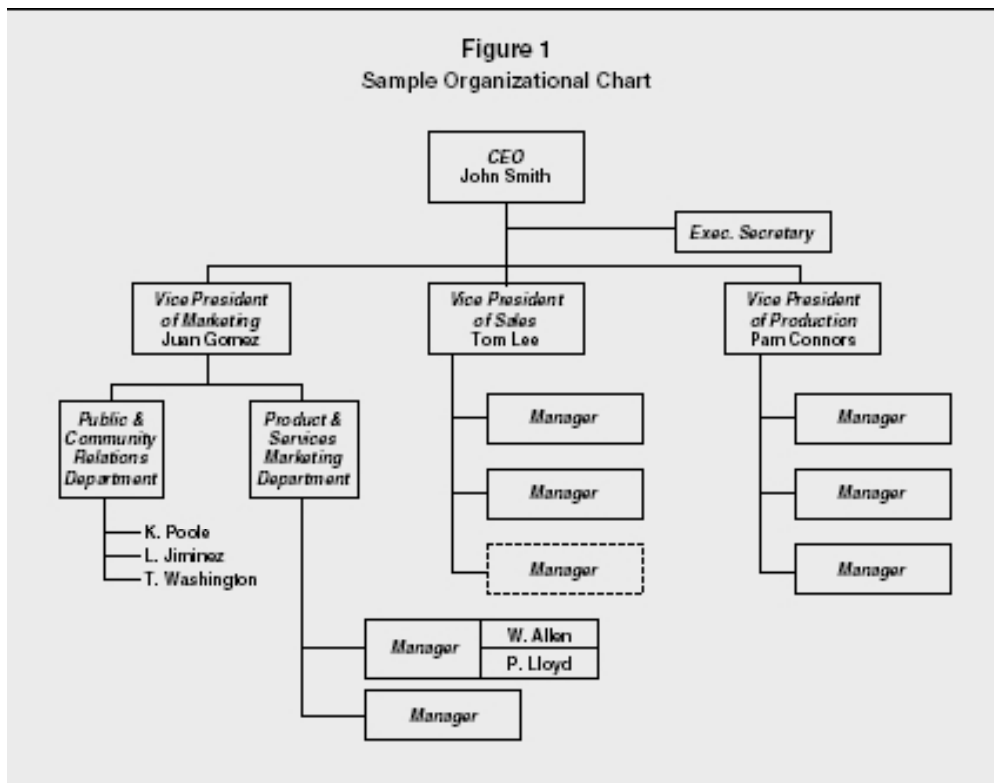 Figure 1
Sample Organizational Chart
CEO
John Smith
Exec. Secretary
Vice President
of Marketing
Juan Gomez
Vice President
of Sales
Tom Lee
Vice President
of Production
Pam Connors
Public &
Community
Relations
Department
Product &
Services
Marketing
Department
K. Poole
L. Jiminez
T. Washington
Manager
Manager
Manager
Manager
Manager
Manager
Manager
W. Allen
P. Lloyd
Manager